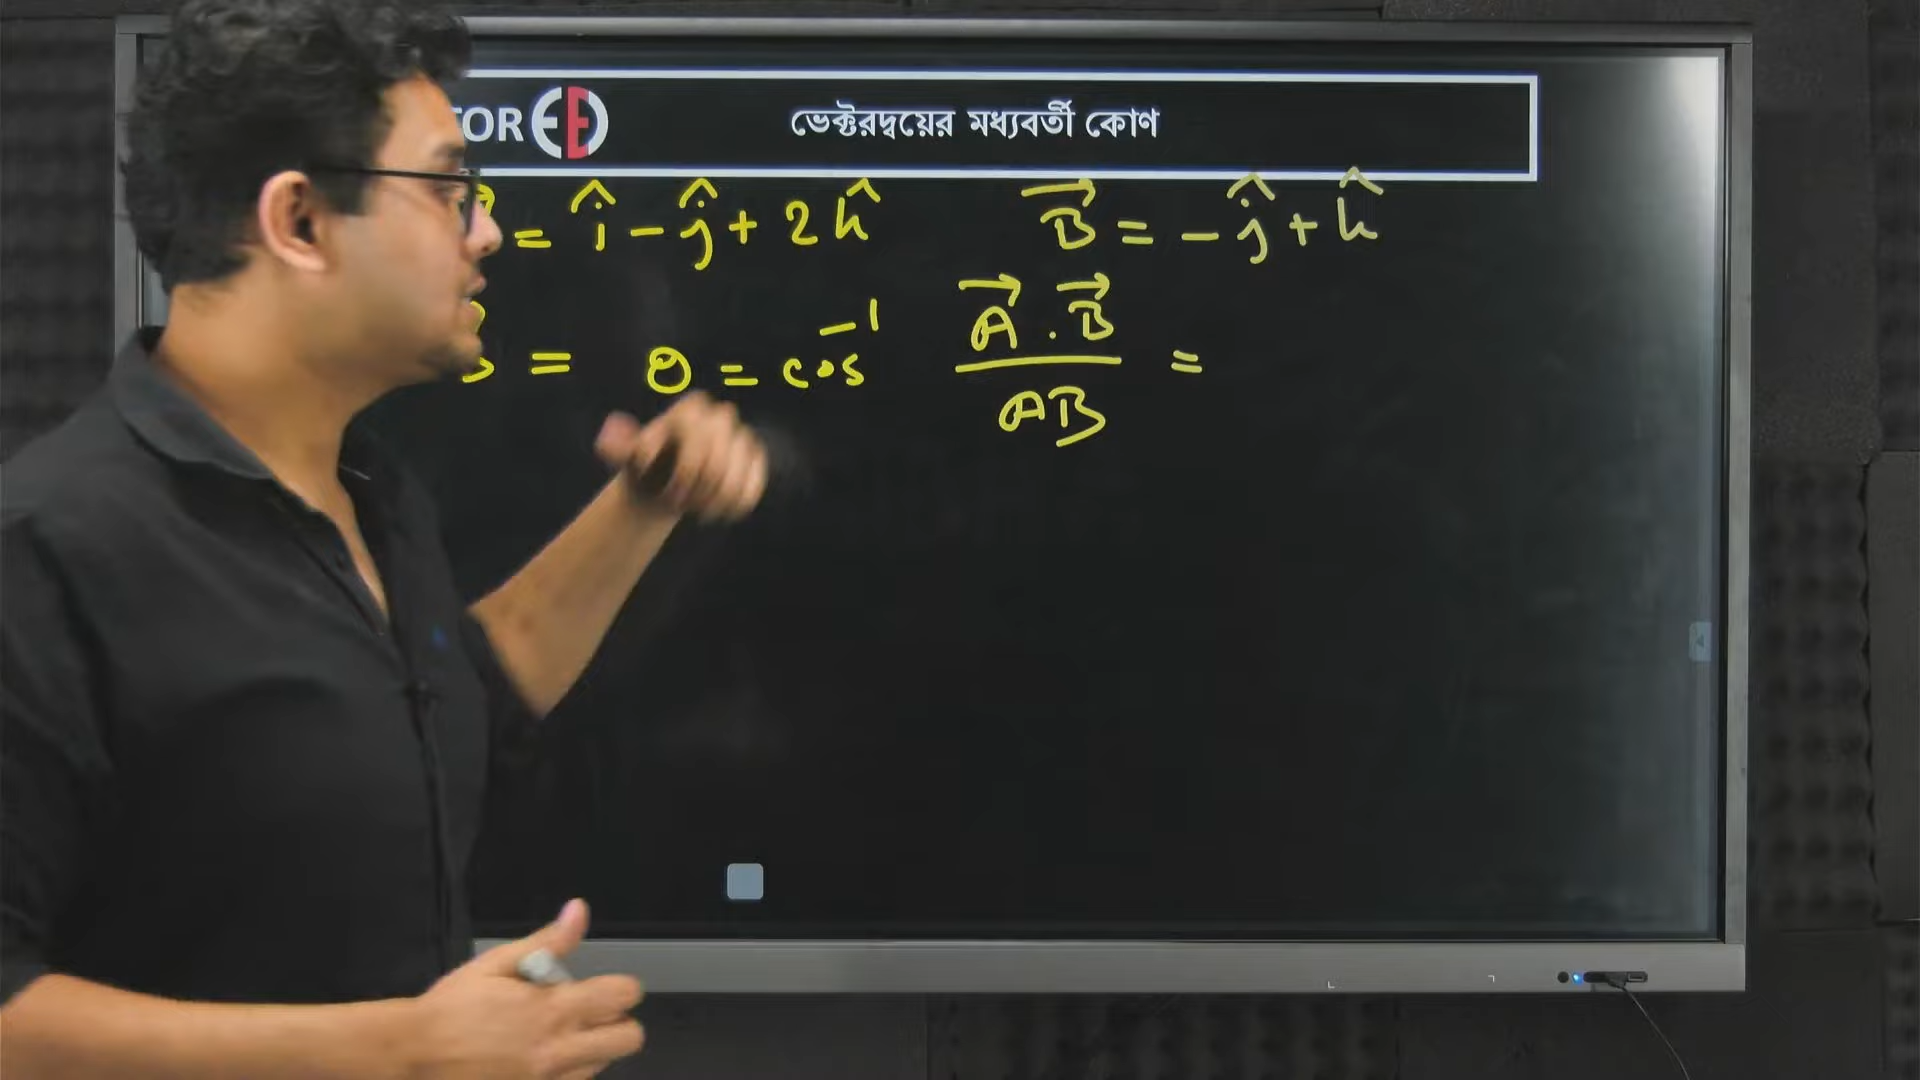 TOR ভেক্টরদ্বয়ের মধ্যবর্তী কোণ
= î - ĵ + 2k̂ B⃗ = - ĵ + k̂
= θ = cos⁻¹ A⃗ . B⃗ / AB =